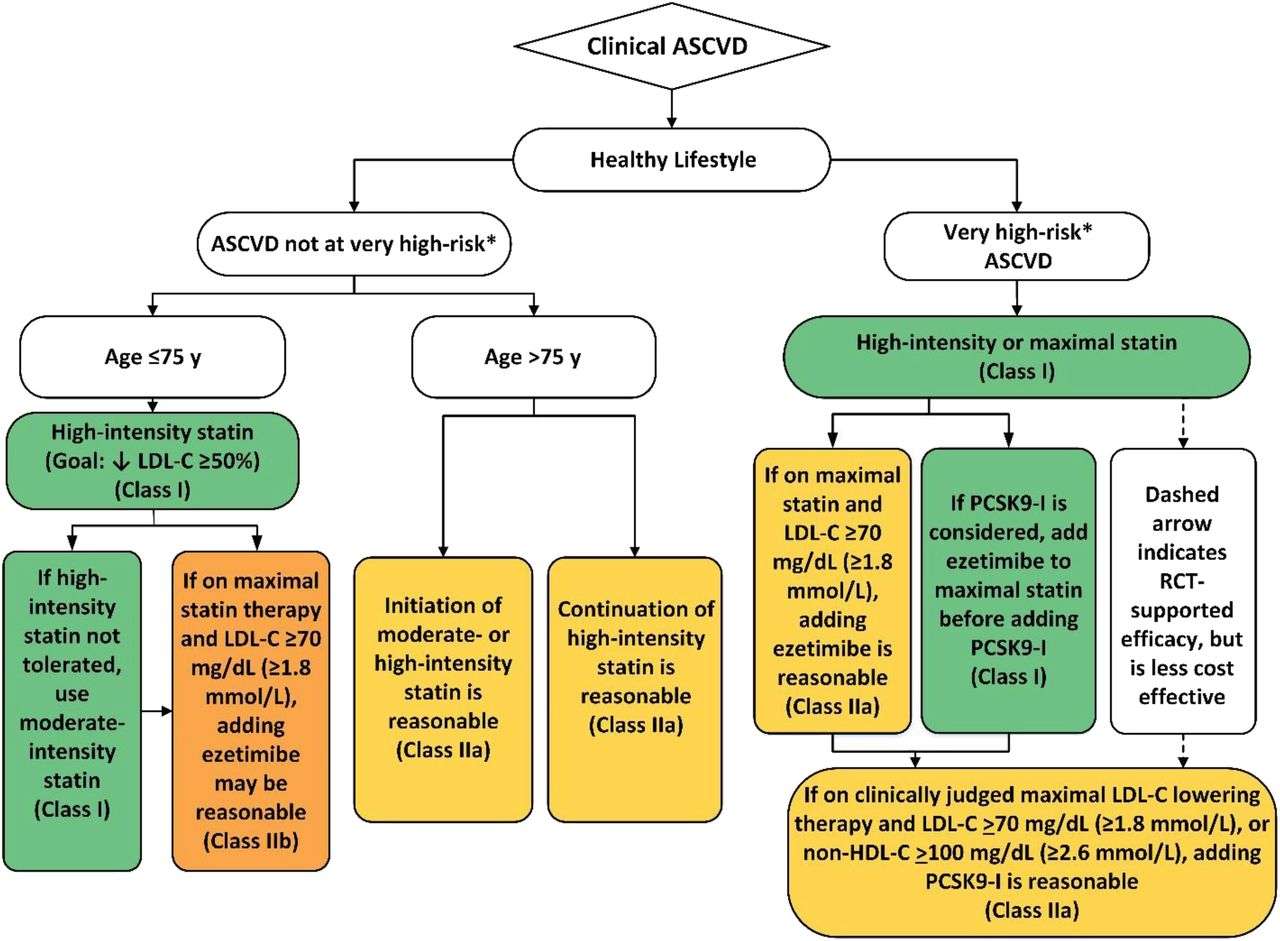 Clinical ASCVD
Healthy Lifestyle
ASCVD not at very high-risk*
Very high-risk*
ASCVD
Age ≤75 y
Age >75 y
High-intensity or maximal statin
(Class I)
High-intensity statin
(Goal: ↓ LDL-C ≥50%)
(Class I)
If high-
intensity
statin not
tolerated,
use
moderate-
intensity
statin
(Class I)
If on maximal
statin therapy
and LDL-C ≥70
mg/dL (≥1.8
mmol/L),
adding
ezetimibe
may be
reasonable
(Class IIb)
Initiation of
moderate- or
high-intensity
statin is
reasonable
(Class IIa)
Continuation of
high-intensity
statin is
reasonable
(Class IIa)
If on maximal
statin and
LDL-C ≥70
mg/dL (≥1.8
mmol/L),
adding
ezetimibe is
reasonable
(Class IIa)
If PCSK9-I is
considered, add
ezetimibe to
maximal statin
before adding
PCSK9-I
(Class I)
Dashed
arrow
indicates
RCT-
supported
efficacy, but
is less cost
effective
If on clinically judged maximal LDL-C lowering
therapy and LDL-C ≥70 mg/dL (≥1.8 mmol/L), or
non-HDL-C ≥100 mg/dL (≥2.6 mmol/L), adding
PCSK9-I is reasonable
(Class IIa)